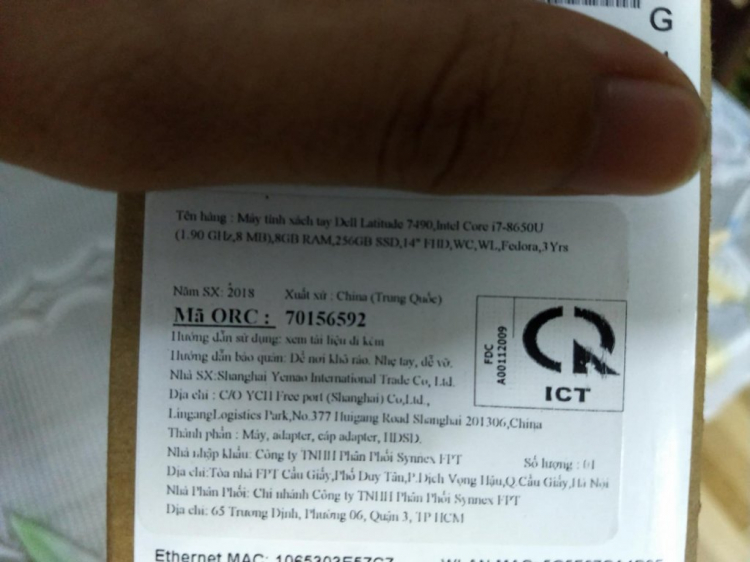 G
Tên hàng : Máy tính xách tay Dell Latitude 7490,Intel Core i7-8650U
(1.90 GHz,8 MB),8GB RAM,256GB SSD,14" FHD,WC,WL,Fedora,3Yrs
Năm SX: 2018 Xuất xứ : China (Trung Quốc)
Mã ORC : 70156592
Hướng dẫn sử dụng: xem tài liệu đi kèm
Hướng dẫn bảo quản: Để nơi khô ráo. Nhẹ tay, dễ vỡ.
Nhà SX:Shanghai Yemao International Trade Co, Ltd.
Địa chỉ : C/O YCH Free port (Shanghai) Co,Ltd.,
LingangLogistics Park,No.377 Huigang Road Shanghai 201306,China
Thành phần : Máy, adapter, cáp adapter, HDSD.
Nhà nhập khẩu: Công ty TNHH Phân Phối Synnex FPT Số lượng : 01
Địa chỉ:Tòa nhà FPT Cầu Giấy,Phố Duy Tân,P.Dịch Vọng Hậu,Q Cầu Giấy,Hà Nội
Nhà Phân Phối: Chi nhánh Công ty TNHH Phân Phối Synnex FPT
Địa chỉ: 65 Trương Định, Phường 06, Quận 3, TP HCM
FDC
A00112009
ICT
Ethernet MAC: 1065303E57C7